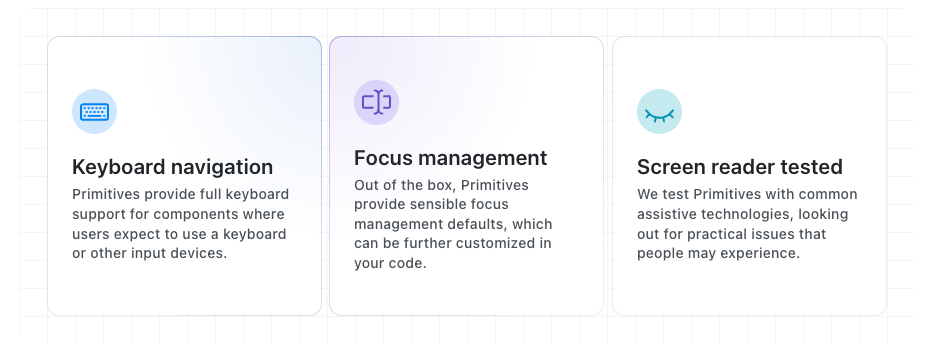 Keyboard navigation
Primitives provide full keyboard
support for components where
users expect to use a keyboard
or other input devices.
Focus management
Out of the box, Primitives
provide sensible focus
management defaults, which
can be further customized in
your code.
Screen reader tested
We test Primitives with common
assistive technologies, looking
out for practical issues that
people may experience.